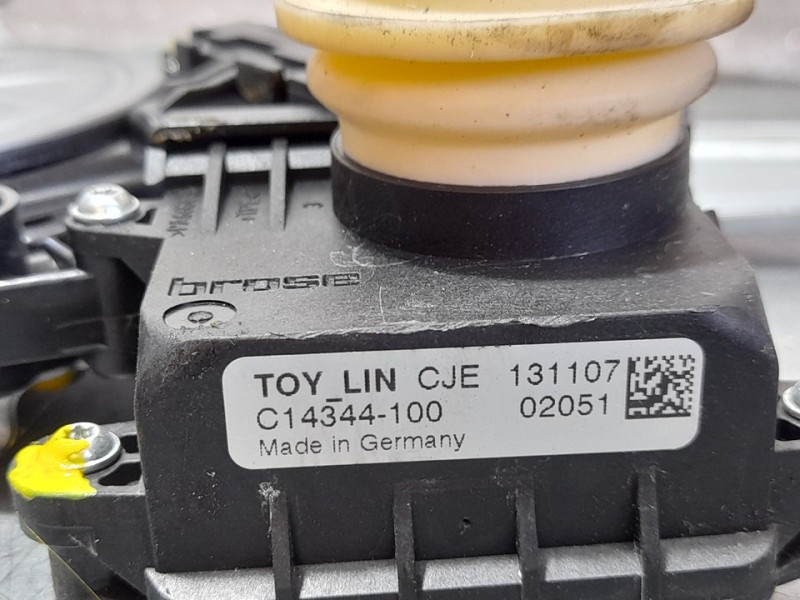 brose
TOY_LIN CJE 131107
C14344-100 02051
Made in Germany